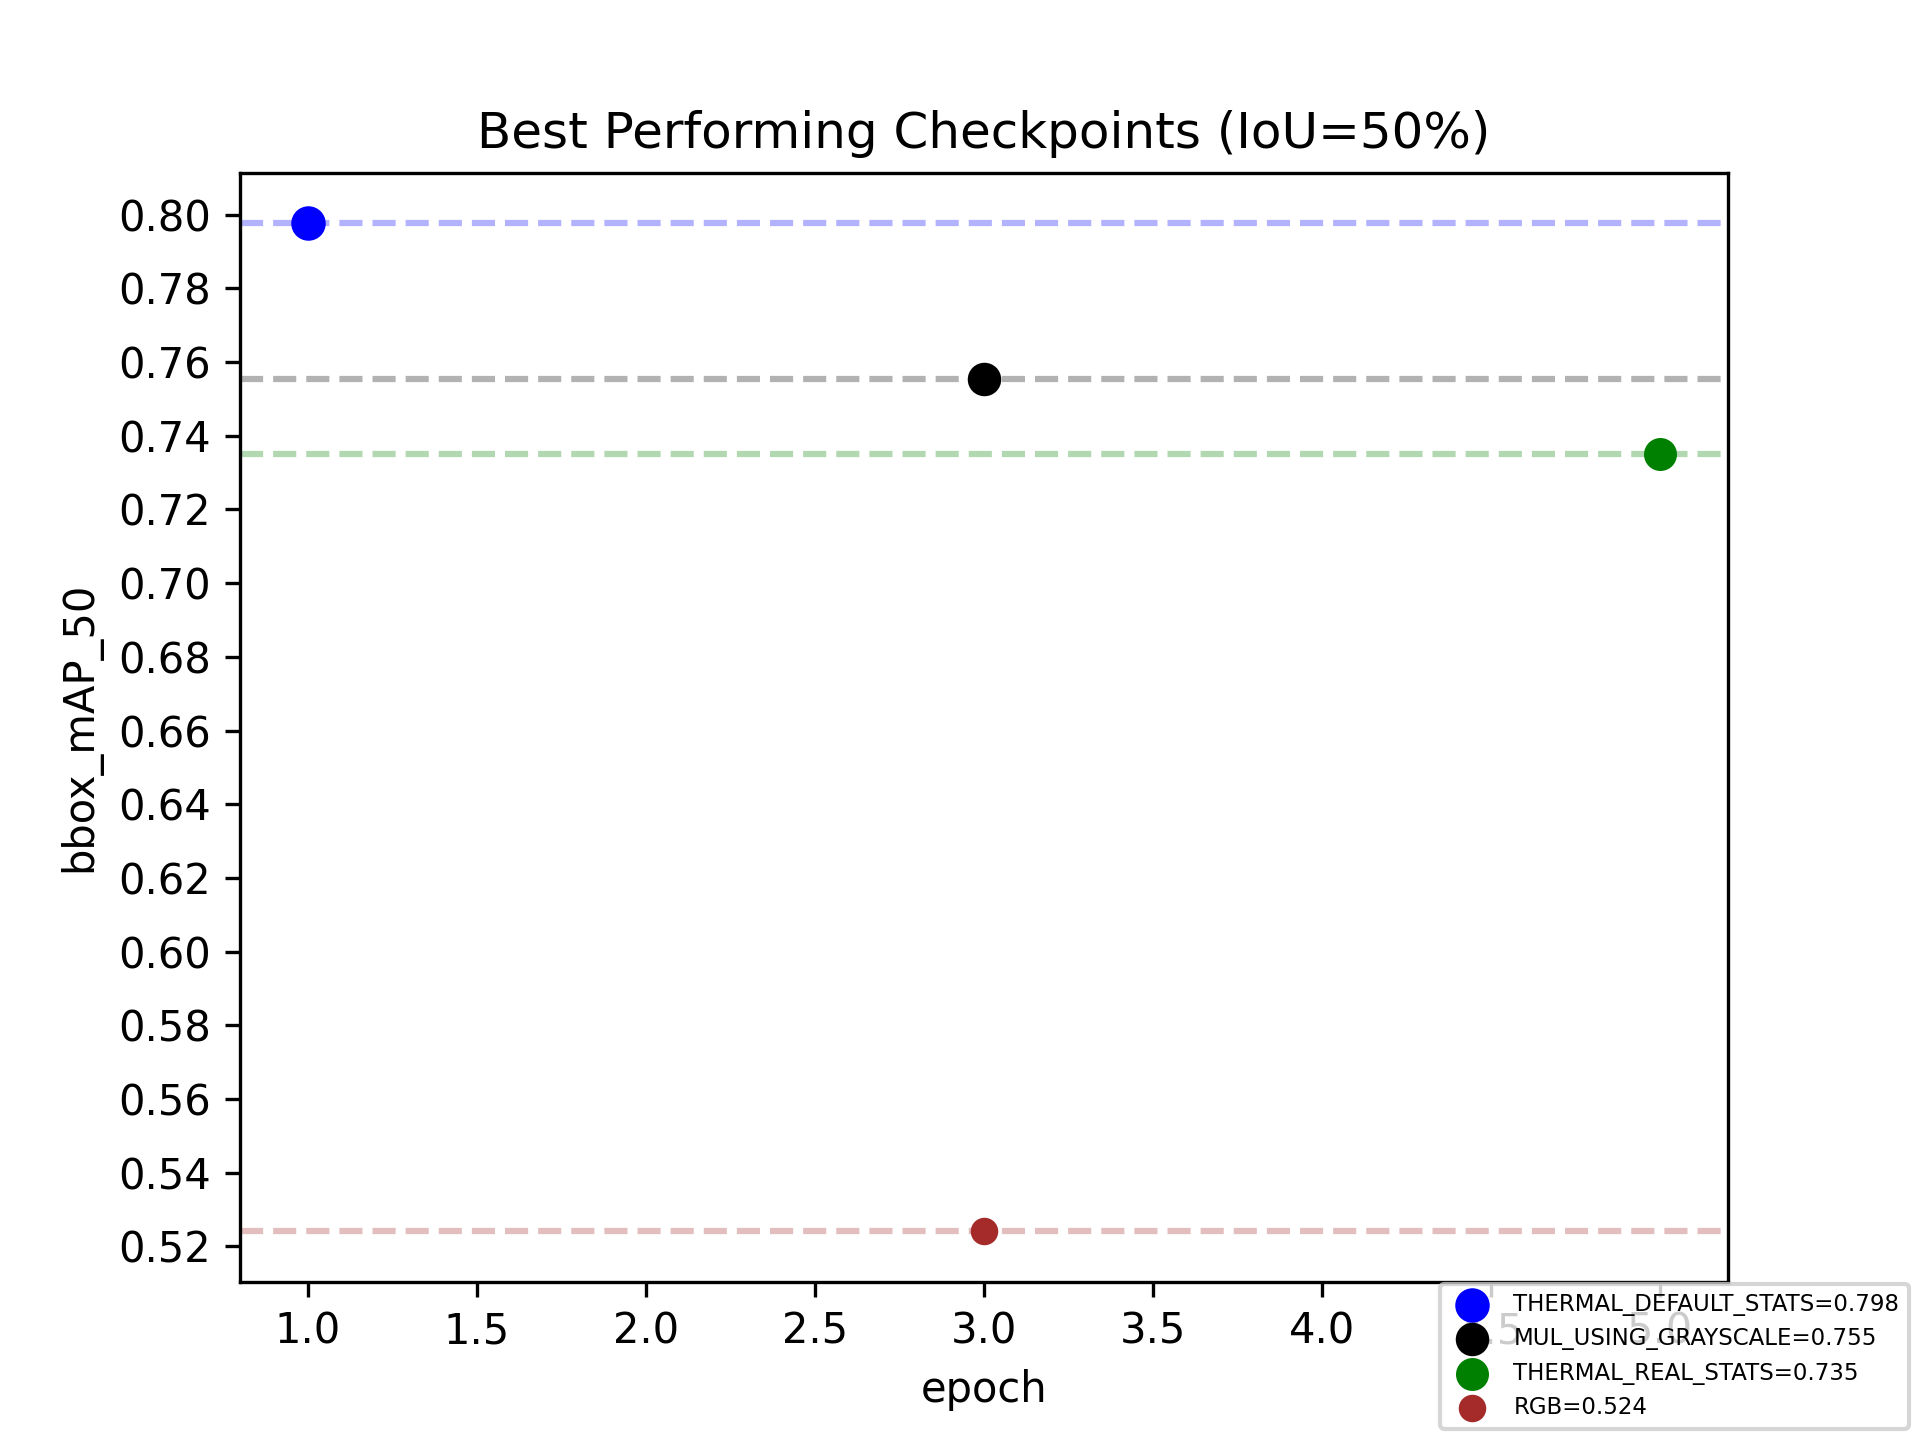 Best Performing Checkpoints (IoU=50%)
0.80
0.78
0.76
0.74
0.72
0.70
0.68
0.66
0.64
0.62
0.60
0.58
0.56
0.54
0.52
bbox_mAP_50
1.0 1.5 2.0 2.5 3.0 3.5 4.0 5.0
epoch
THERMAL_DEFAULT_STATS=0.798
MUL_USING_GRAYSCALE=0.755
THERMAL_REAL_STATS=0.735
RGB=0.524